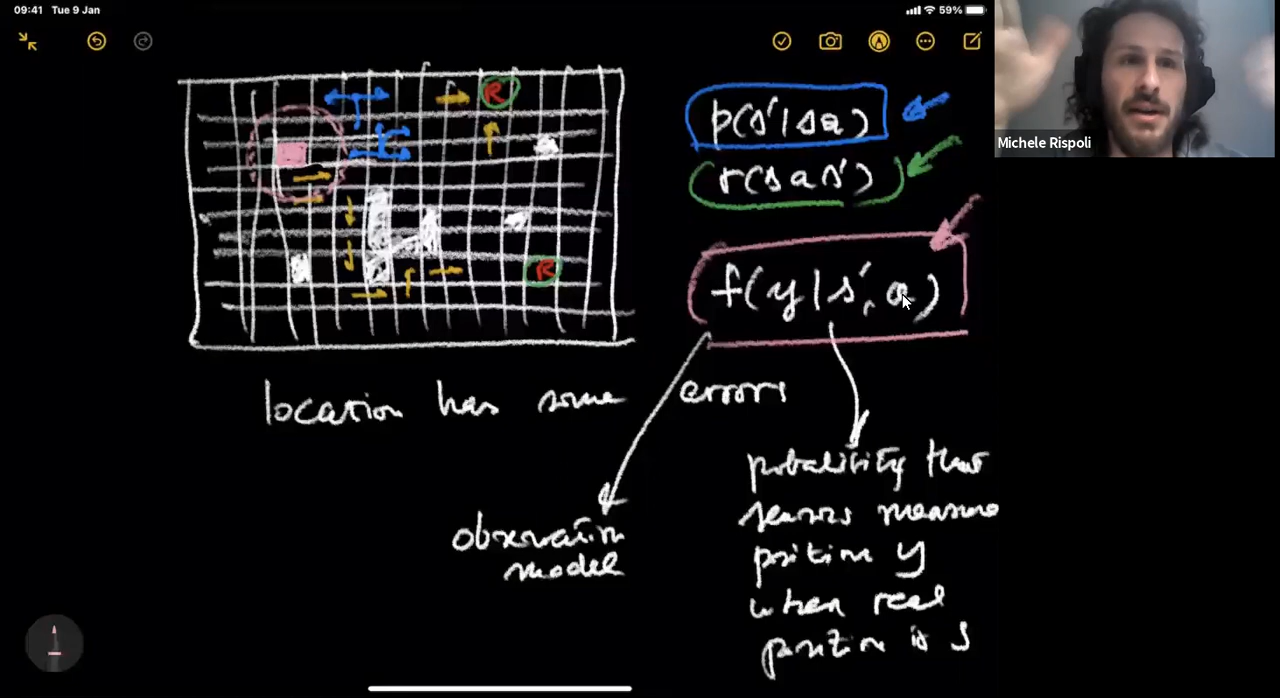 09:41 Tue 9 Jan
59%
R
R
p(s'|sa)
r(s a s')
f(y|s', a)
Michele Rispoli
location has some errors
observation
model
probability that
sensors measure
position y
when real
position is s